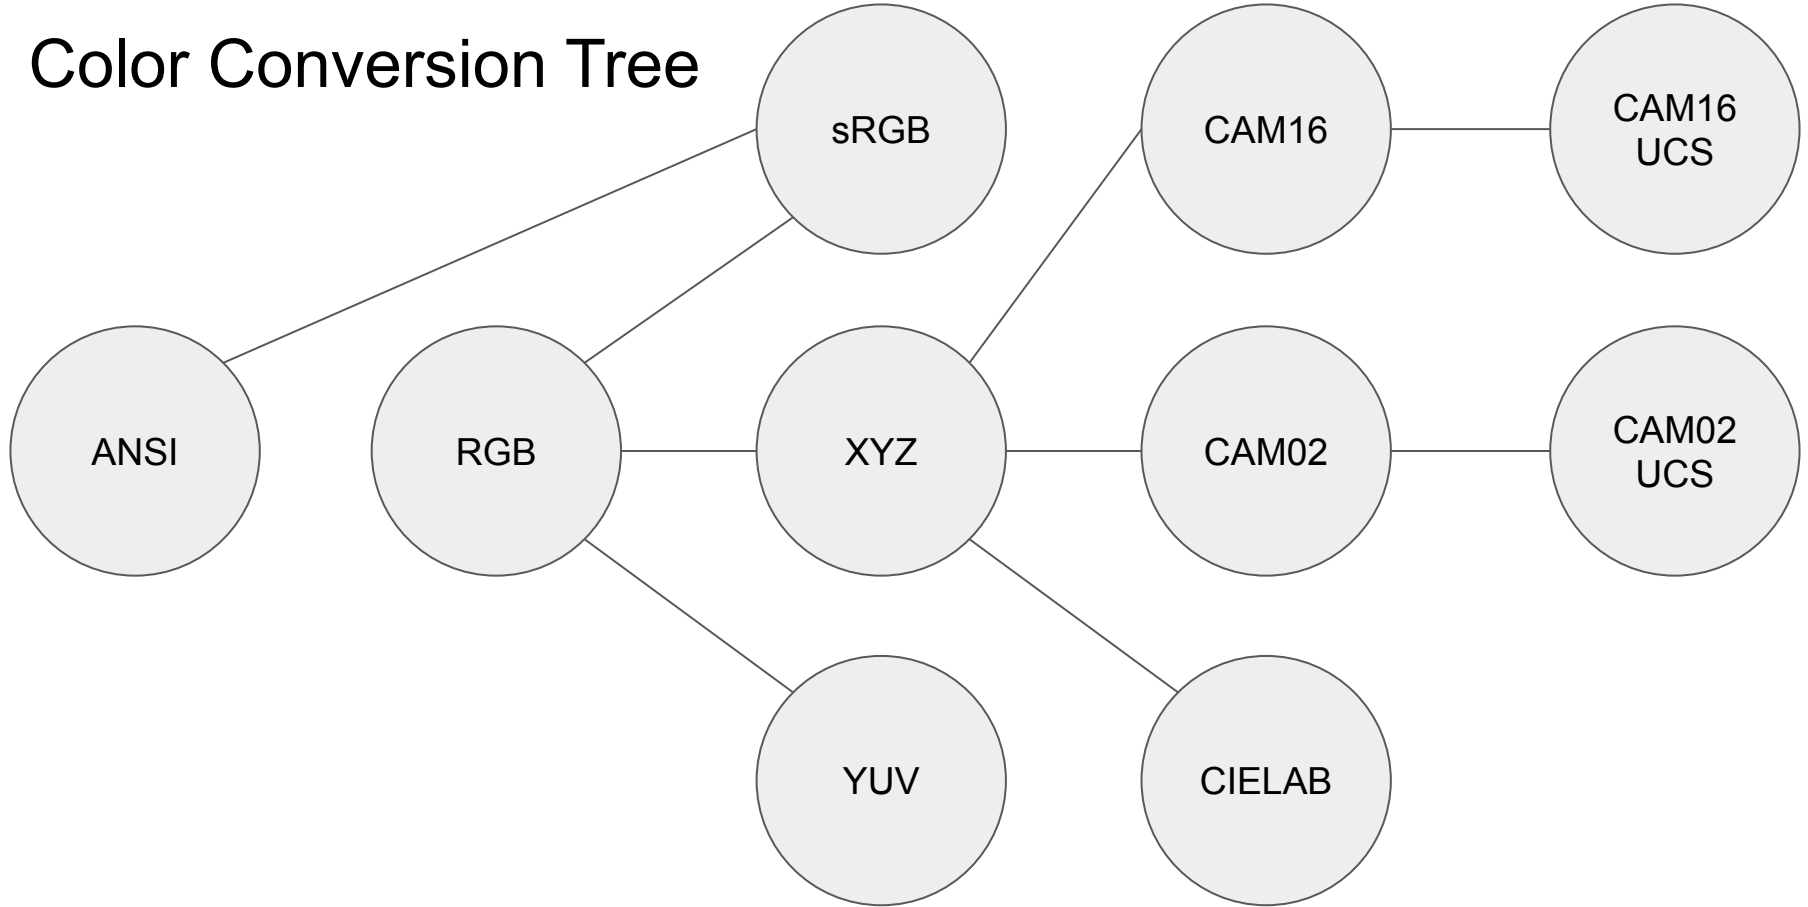 Color Conversion Tree
sRGB
CAM16
CAM16
UCS
ANSI
RGB
XYZ
CAM02
CAM02
UCS
YUV
CIELAB